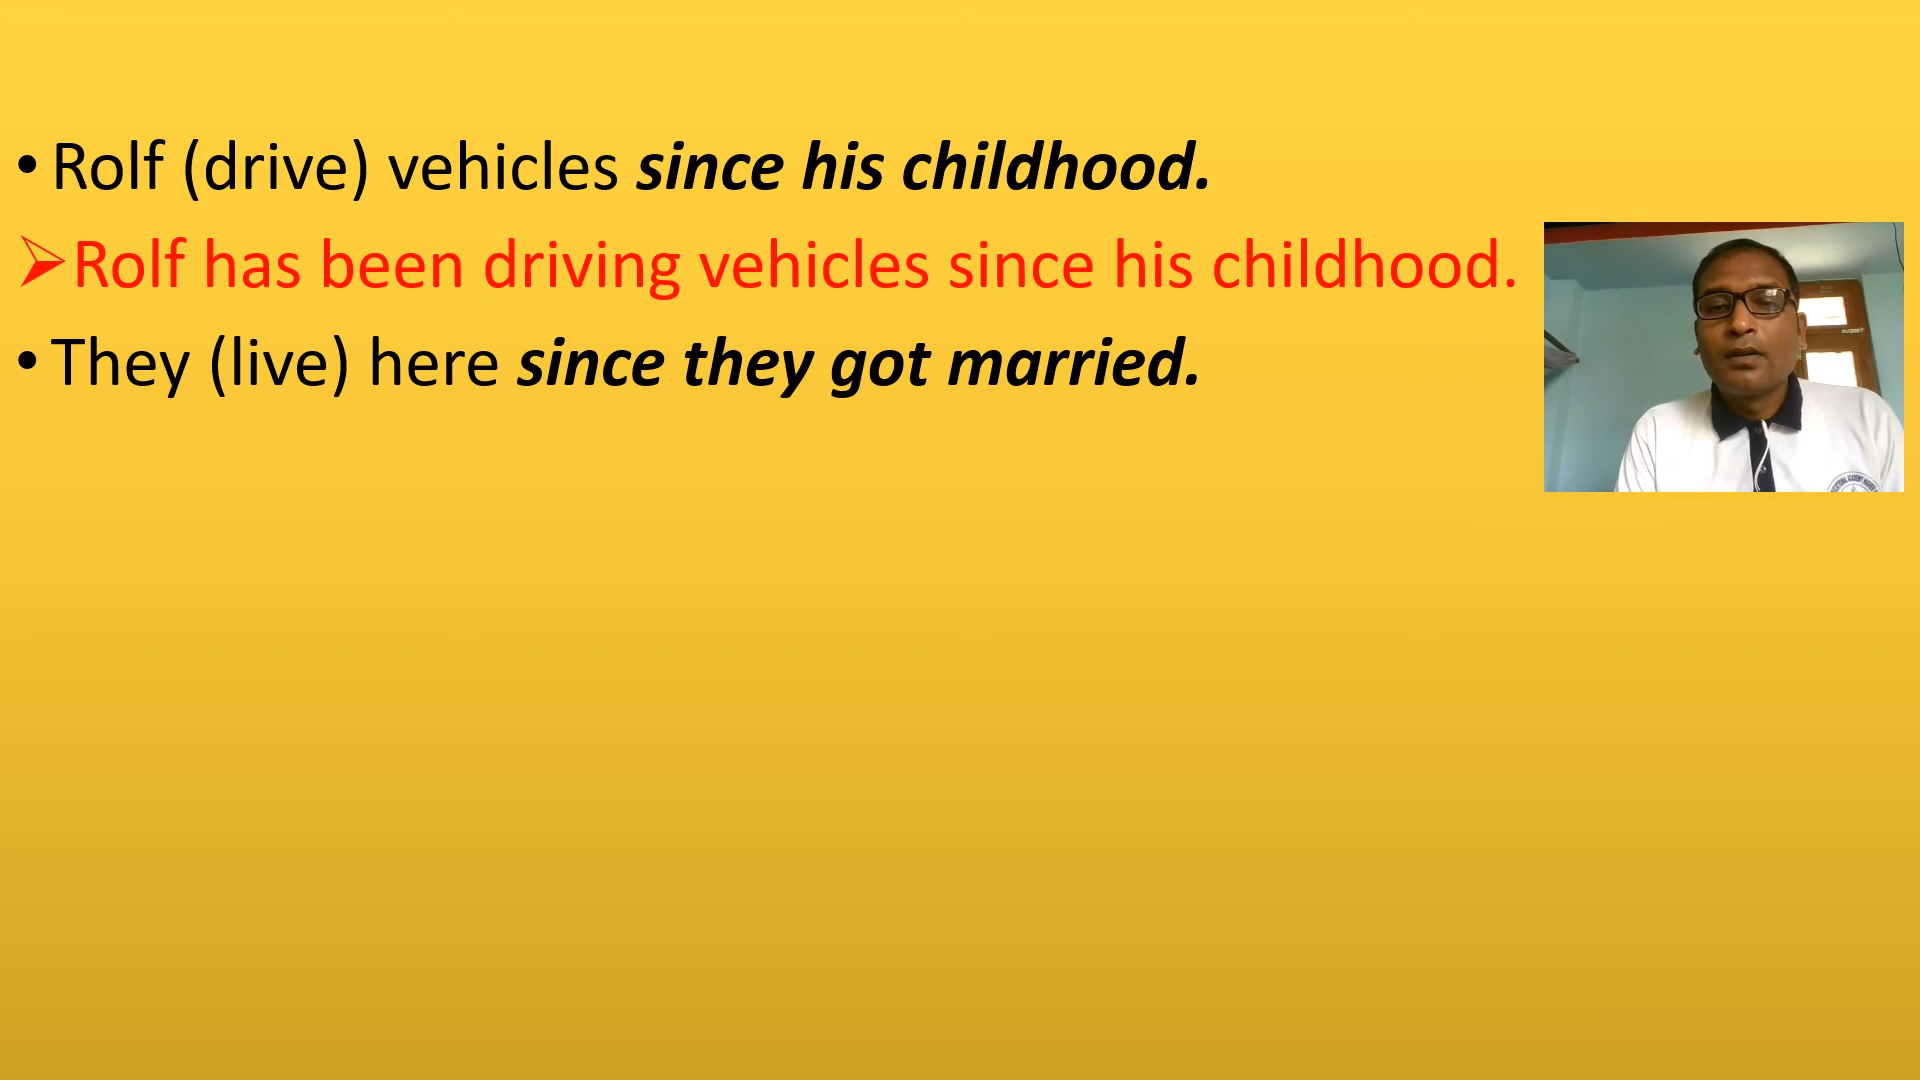 • Rolf (drive) vehicles since his childhood.
➢ Rolf has been driving vehicles since his childhood.
• They (live) here since they got married.